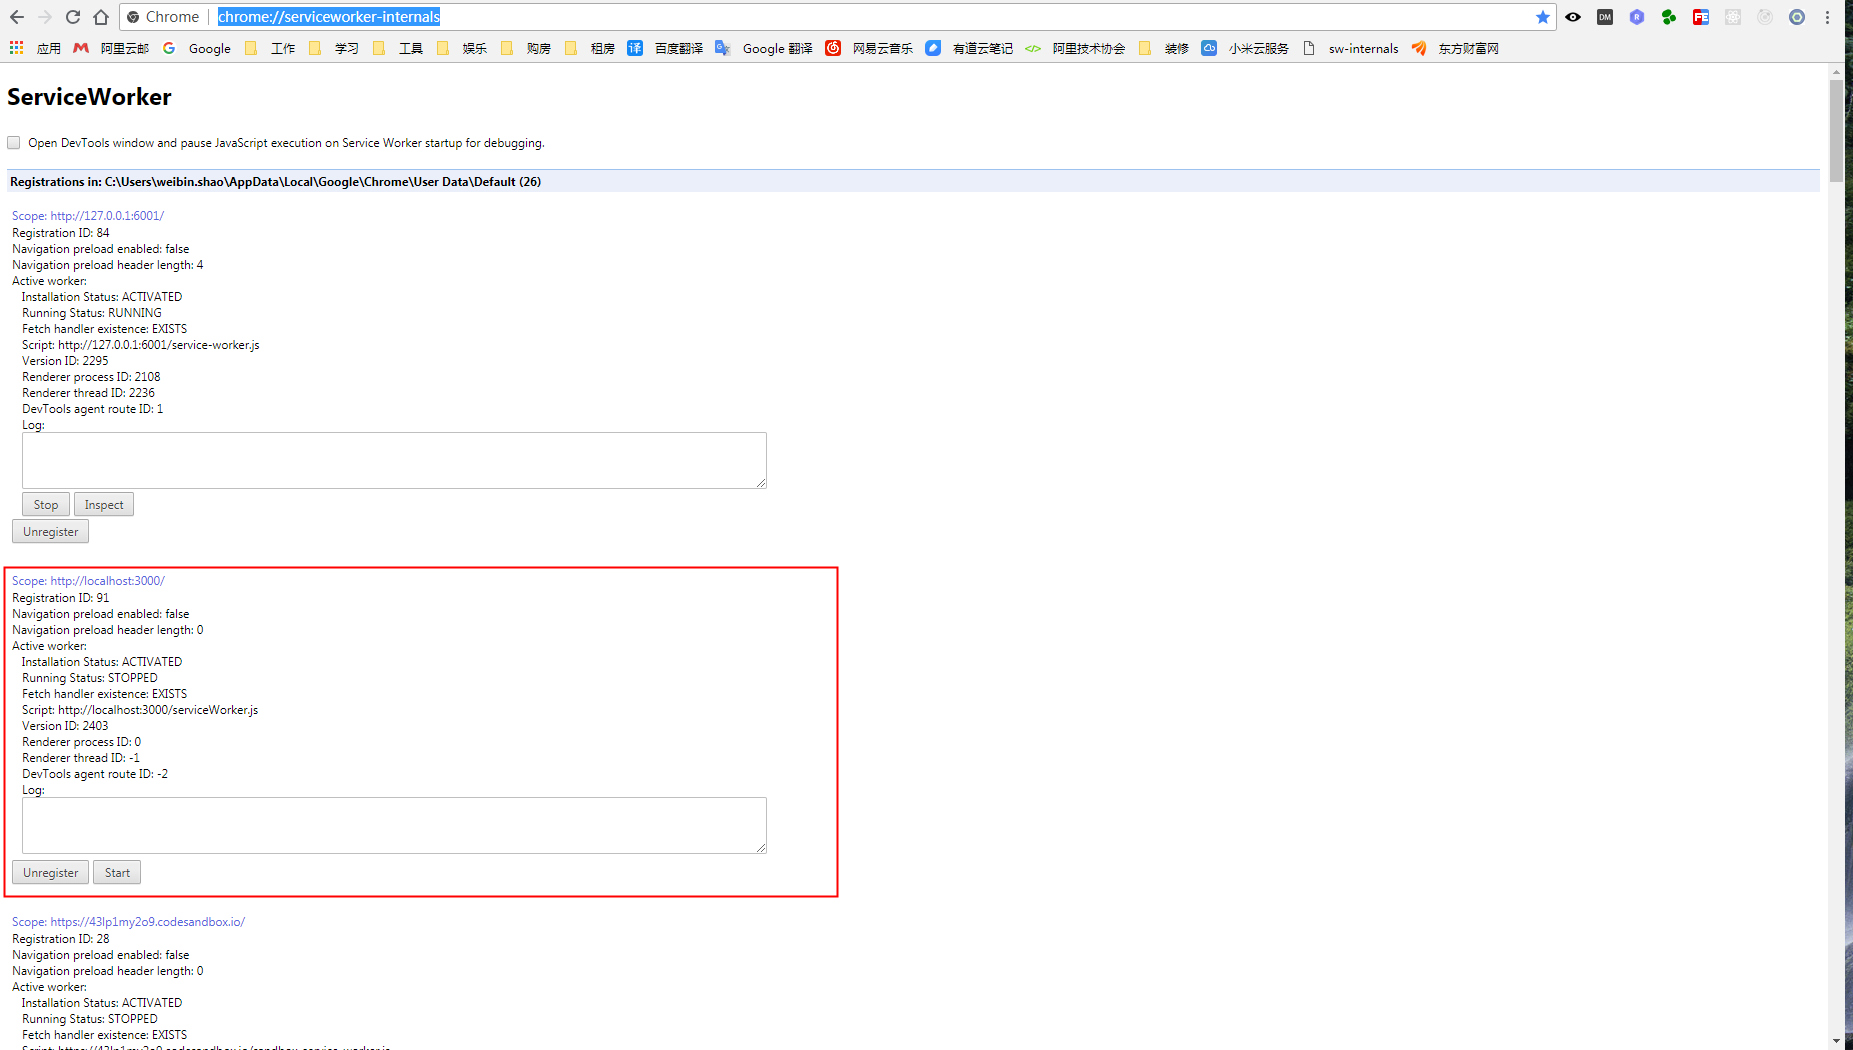 Chrome | chrome://serviceworker-internals
应用 阿里云邮 Google 工作 学习 工具 娱乐 购房 租房 译 百度翻译 Google 翻译 网易云音乐 有道云笔记 </> 阿里技术协会 装修 小米云服务 sw-internals 东方财富网
ServiceWorker
Open DevTools window and pause JavaScript execution on Service Worker startup for debugging.
Registrations in: C:\Users\weibin.shao\AppData\Local\Google\Chrome\User Data\Default (26)
Scope: http://127.0.0.1:6001/
Registration ID: 84
Navigation preload enabled: false
Navigation preload header length: 4
Active worker:
Installation Status: ACTIVATED
Running Status: RUNNING
Fetch handler existence: EXISTS
Script: http://127.0.0.1:6001/service-worker.js
Version ID: 2295
Renderer process ID: 2108
Renderer thread ID: 2236
DevTools agent route ID: 1
Log:
Stop Inspect
Unregister
Scope: http://localhost:3000/
Registration ID: 91
Navigation preload enabled: false
Navigation preload header length: 0
Active worker:
Installation Status: ACTIVATED
Running Status: STOPPED
Fetch handler existence: EXISTS
Script: http://localhost:3000/serviceWorker.js
Version ID: 2403
Renderer process ID: 0
Renderer thread ID: -1
DevTools agent route ID: -2
Log:
Unregister Start
Scope: https://43lp1my2o9.codesandbox.io/
Registration ID: 28
Navigation preload enabled: false
Navigation preload header length: 0
Active worker:
Installation Status: ACTIVATED
Running Status: STOPPED
Fetch handler existence: EXISTS